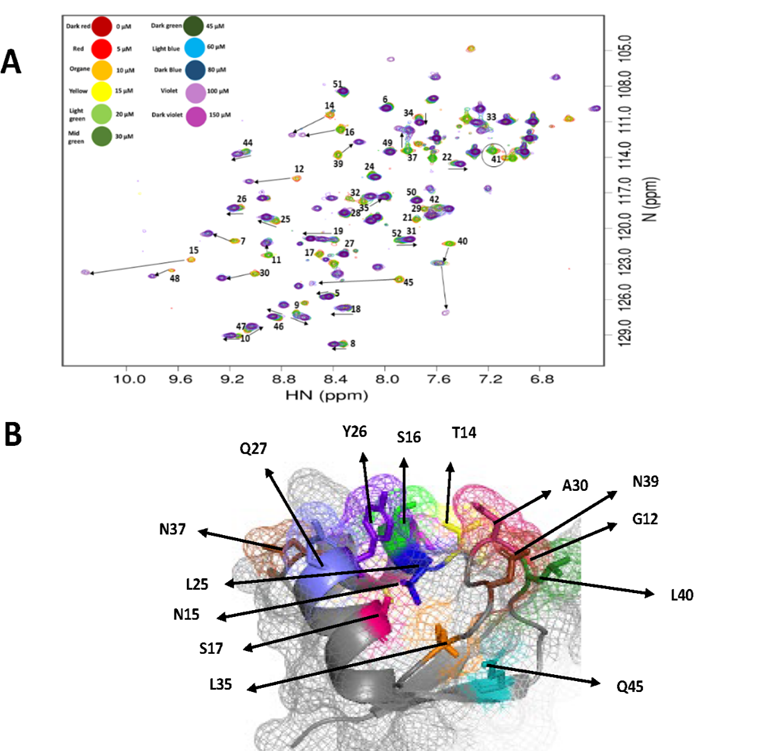 A
Dark red 0 µM
Dark green 45 µM
Red 5 µM
Light blue 60 µM
Organe 10 µM
Dark Blue 80 µM
Yellow 15 µM
Violet 100 µM
Light green 20 µM
Dark violet 150 µM
Mid green 30 µM
51
14
6
34
33
16
44
39
49
37
22
41
12
24
26
32
35
28
50
29
42
21
25
19
7
11
17
27
52
31
40
15
48
30
45
5
9
18
47
46
10
8
105.0
108.0
111.0
114.0
117.0
120.0
123.0
126.0
129.0
N (ppm)
10.0 9.6 9.2 8.8 8.4 8.0 7.6 7.2 6.8
HN (ppm)
B
Y26
S16
T14
Q27
N39
A30
G12
N37
L25
L40
N15
S17
L35
Q45